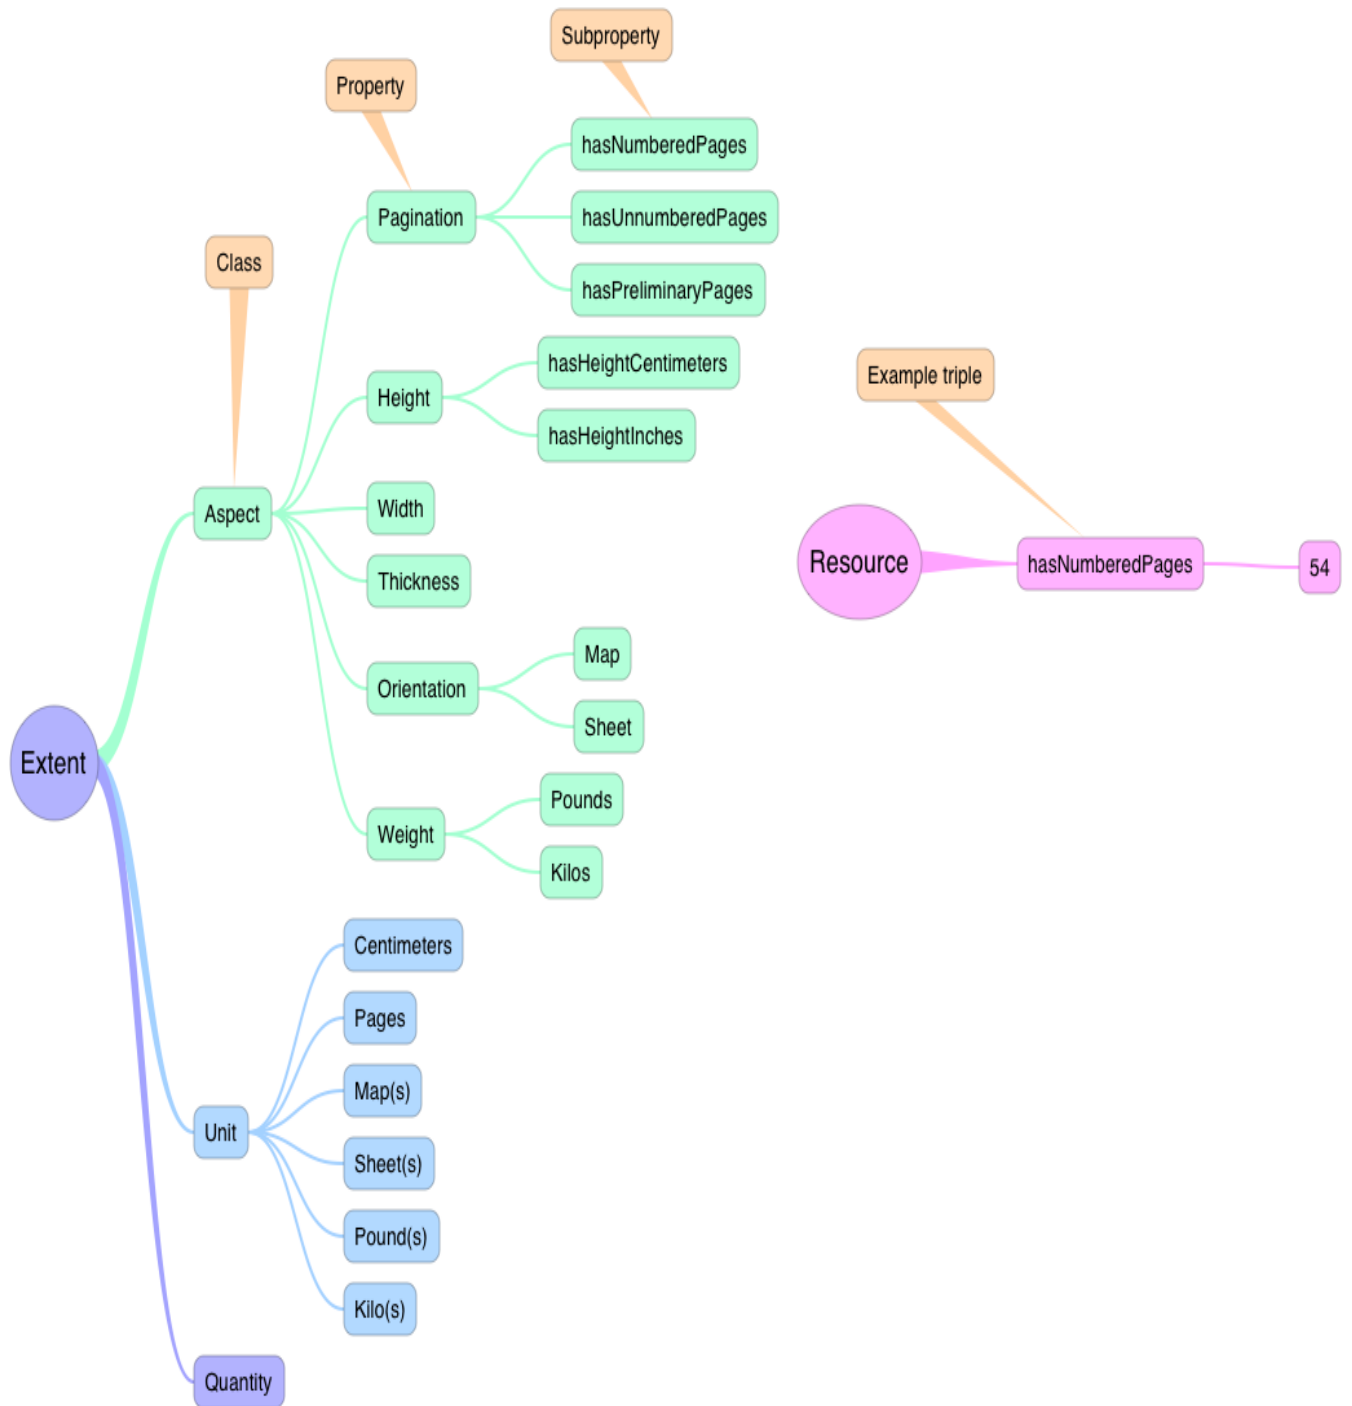 Subproperty
Property
hasNumberedPages
Pagination
hasUnnumberedPages
Class
hasPreliminaryPages
hasHeightCentimeters
Example triple
Height
hasHeightInches
Width
Aspect
Resource
hasNumberedPages
54
Thickness
Map
Orientation
Sheet
Extent
Pounds
Weight
Kilos
Centimeters
Pages
Map(s)
Unit
Sheet(s)
Pound(s)
Kilo(s)
Quantity